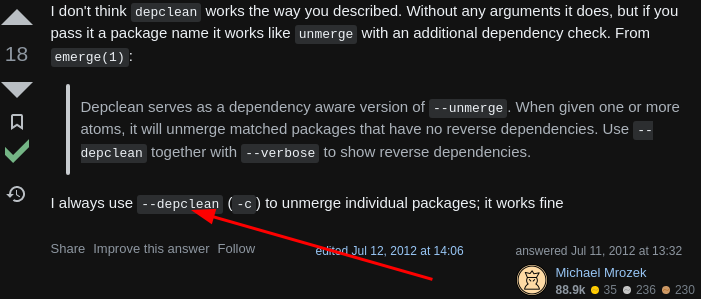 I don't think depclean works the way you described. Without any arguments it does, but if you
18
pass it a package name it works like unmerge with an additional dependency check. From
emerge(1):
Depclean serves as a dependency aware version of --unmerge. When given one or more
atoms, it will unmerge matched packages that have no reverse dependencies. Use --
depclean together with --verbose to show reverse dependencies.
I always use --depclean (-c) to unmerge individual packages; it works fine
Share Improve this answer Follow
edited Jul 12, 2012 at 14:06
answered Jul 11, 2012 at 13:32
Michael Mrozek
88.9k 35 236 230